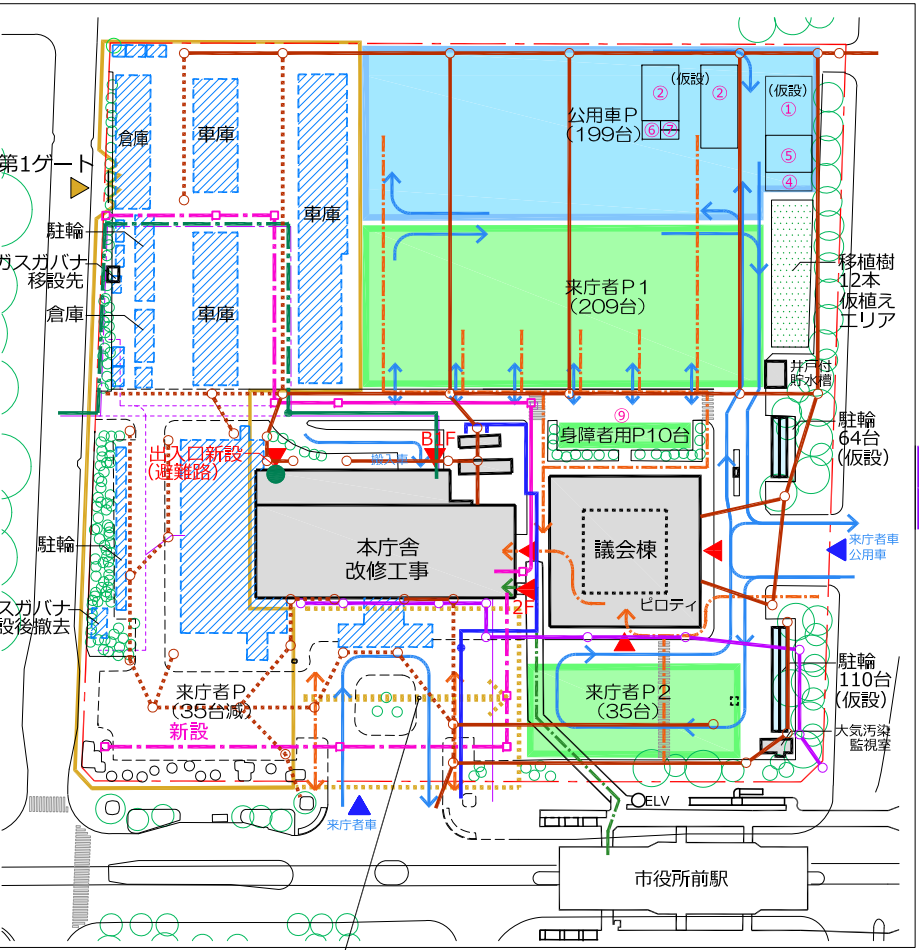 倉庫
車庫
車庫
車庫
第1ゲート
駐輪
ガスガバナ
移設先
倉庫
公用車P
(199台)
(仮設)
②
②
⑥⑦
(仮設)
①
⑤
④
来庁者P1
(209台)
移植樹
12本
仮植え
エリア
井戸付
貯水槽
⑨
身障者用P10台
駐輪
64台
(仮設)
出入口新設
(避難路)
搬入車
B1F
本庁舎
改修工事
議会棟
ピロティ
2F
来庁者車
公用車
駐輪
スガバナ
設後撤去
来庁者P
(35台減)
新設
来庁者P2
(35台)
駐輪
110台
(仮設)
大気汚染
監視室
来庁者車
ELV
市役所前駅